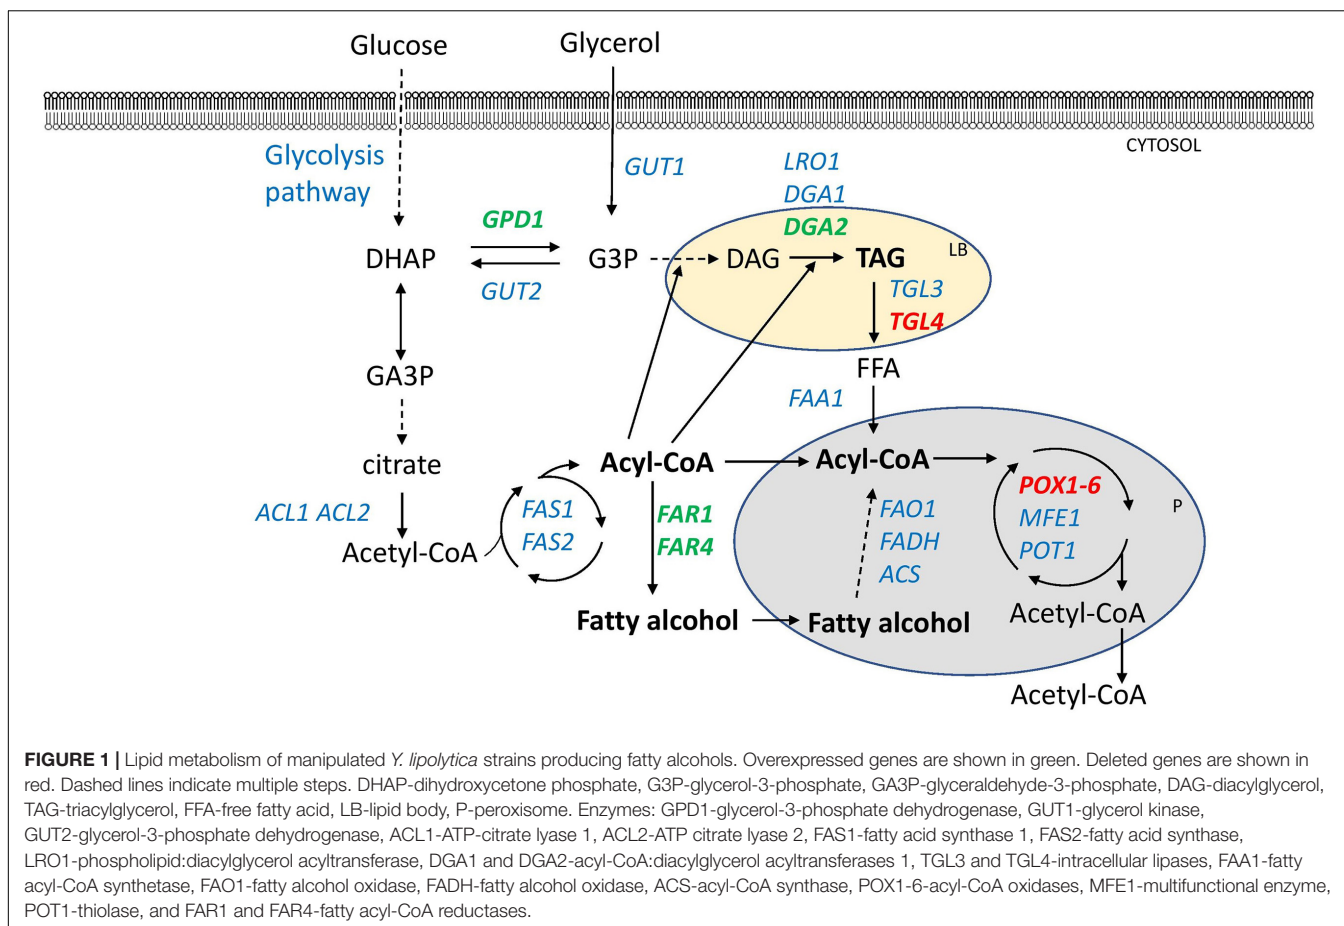 Glucose
Glycerol
CYTOSOL
Glycolysis
pathway
GUT1
LRO1
DGA1
DGA2
GPD1
LB
DHAP
G3P
DAG
TAG
GUT2
TGL3
TGL4
GA3P
FFA
FAA1
citrate
Acyl-CoA
Acyl-CoA
POX1-6
MFE1
POT1
P
ACL1 ACL2
FAS1
FAS2
FAR1
FAR4
FAO1
FADH
ACS
Acetyl-CoA
Fatty alcohol
Fatty alcohol
Acetyl-CoA
Acetyl-CoA
FIGURE 1 | Lipid metabolism of manipulated Y. lipolytica strains producing fatty alcohols. Overexpressed genes are shown in green. Deleted genes are shown in
red. Dashed lines indicate multiple steps. DHAP-dihydroxycetone phosphate, G3P-glycerol-3-phosphate, GA3P-glyceraldehyde-3-phosphate, DAG-diacylglycerol,
TAG-triacylglycerol, FFA-free fatty acid, LB-lipid body, P-peroxisome. Enzymes: GPD1-glycerol-3-phosphate dehydrogenase, GUT1-glycerol kinase,
GUT2-glycerol-3-phosphate dehydrogenase, ACL1-ATP-citrate lyase 1, ACL2-ATP citrate lyase 2, FAS1-fatty acid synthase 1, FAS2-fatty acid synthase,
LRO1-phospholipid:diacylglycerol acyltransferase, DGA1 and DGA2-acyl-CoA:diacylglycerol acyltransferases 1, TGL3 and TGL4-intracellular lipases, FAA1-fatty
acyl-CoA synthetase, FAO1-fatty alcohol oxidase, FADH-fatty alcohol oxidase, ACS-acyl-CoA synthase, POX1-6-acyl-CoA oxidases, MFE1-multifunctional enzyme,
POT1-thiolase, and FAR1 and FAR4-fatty acyl-CoA reductases.